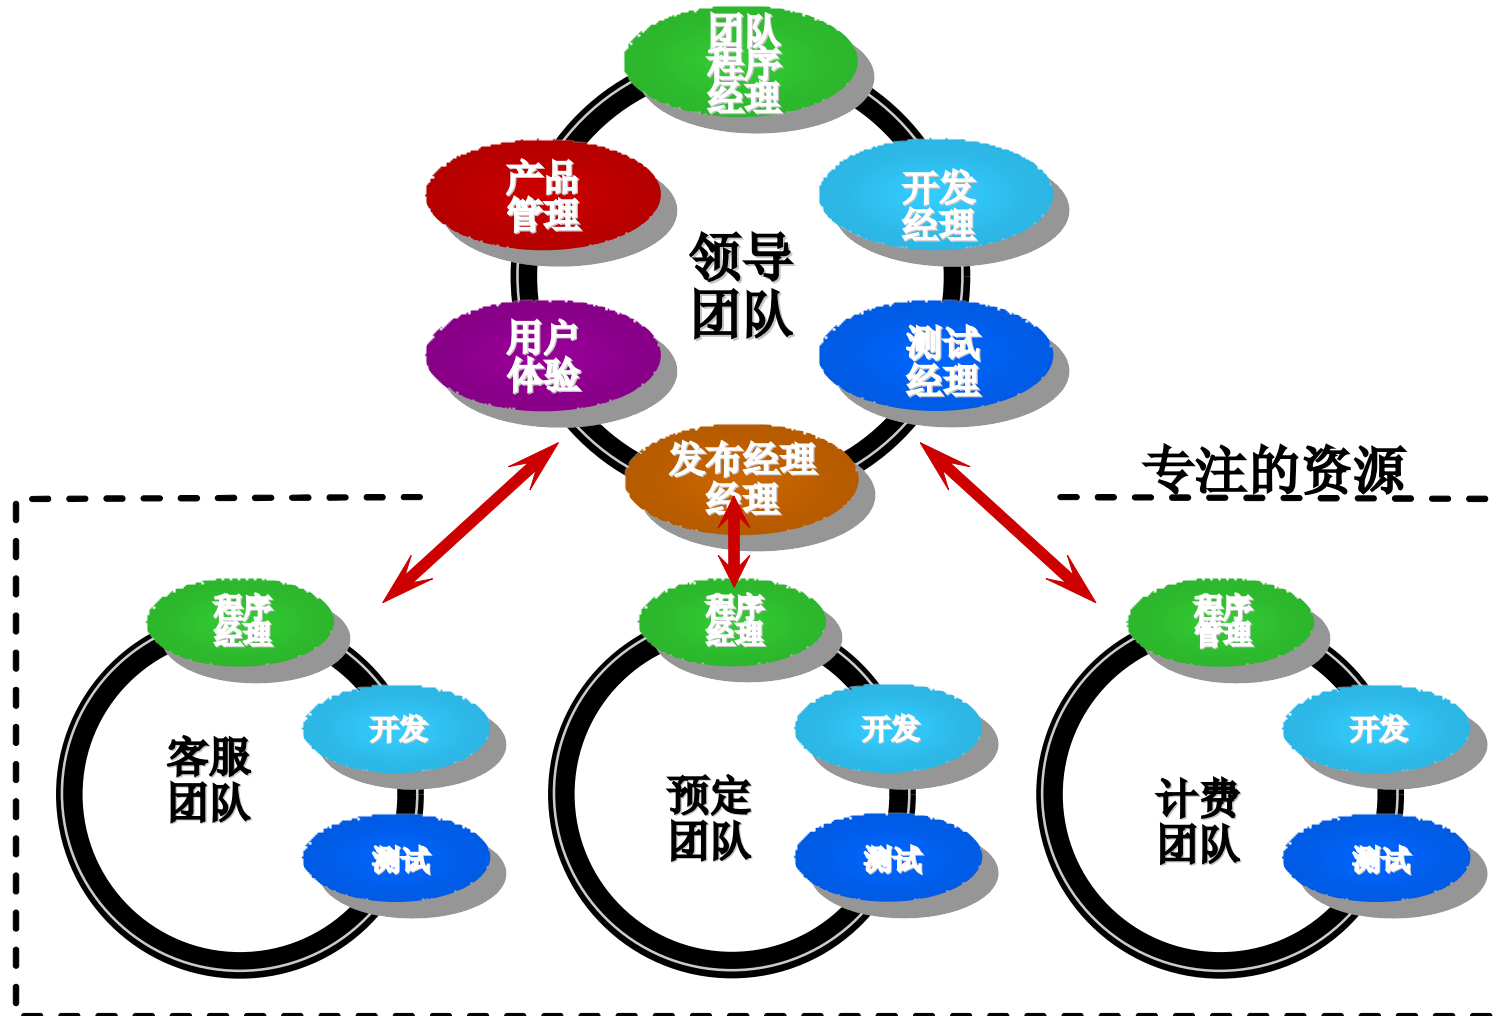 团队
程序
经理
产品
管理
开发
经理
领导
团队
用户
体验
测试
经理
发布经理
经理
专注的资源
程序
经理
开发
客服
团队
测试
程序
经理
开发
预定
团队
测试
程序
管理
开发
计费
团队
测试